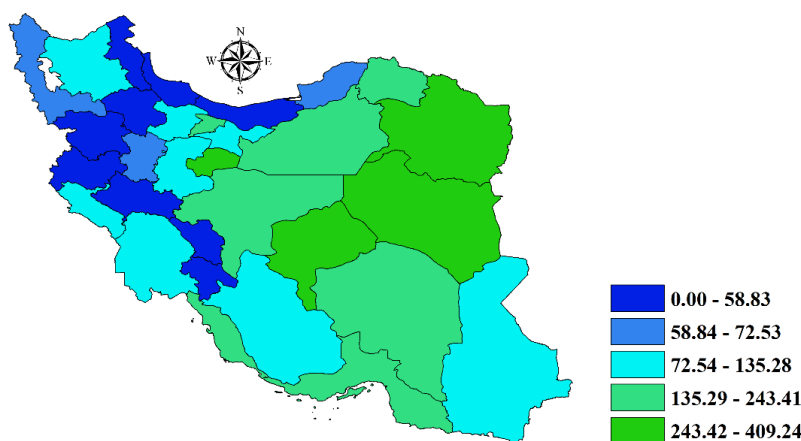 N
W E
S
0.00 - 58.83
58.84 - 72.53
72.54 - 135.28
135.29 - 243.41
243.42 - 409.24